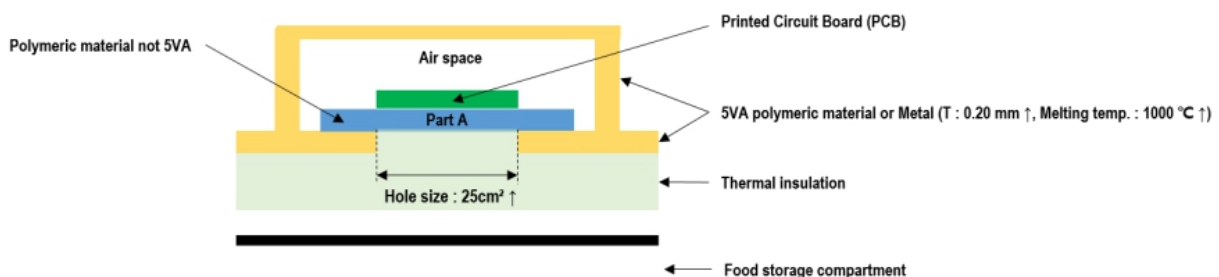 Printed Circuit Board (PCB)
Polymeric material not 5VA
Air space
5VA polymeric material or Metal (T : 0.20 mm ↑, Melting temp. : 1000 ℃ ↑)
Part A
Thermal insulation
Hole size : 25cm² ↑
Food storage compartment